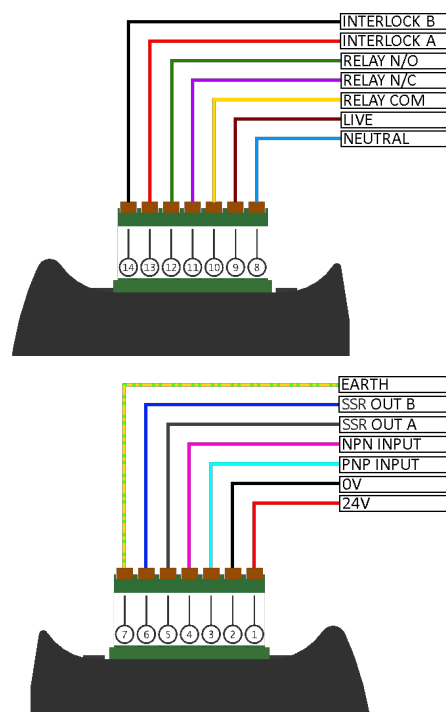 INTERLOCK B
INTERLOCK A
RELAY N/O
RELAY N/C
RELAY COM
LIVE
NEUTRAL
14 13 12 11 10 9 8
EARTH
SSR OUT B
SSR OUT A
NPN INPUT
PNP INPUT
0V
24V
7 6 5 4 3 2 1